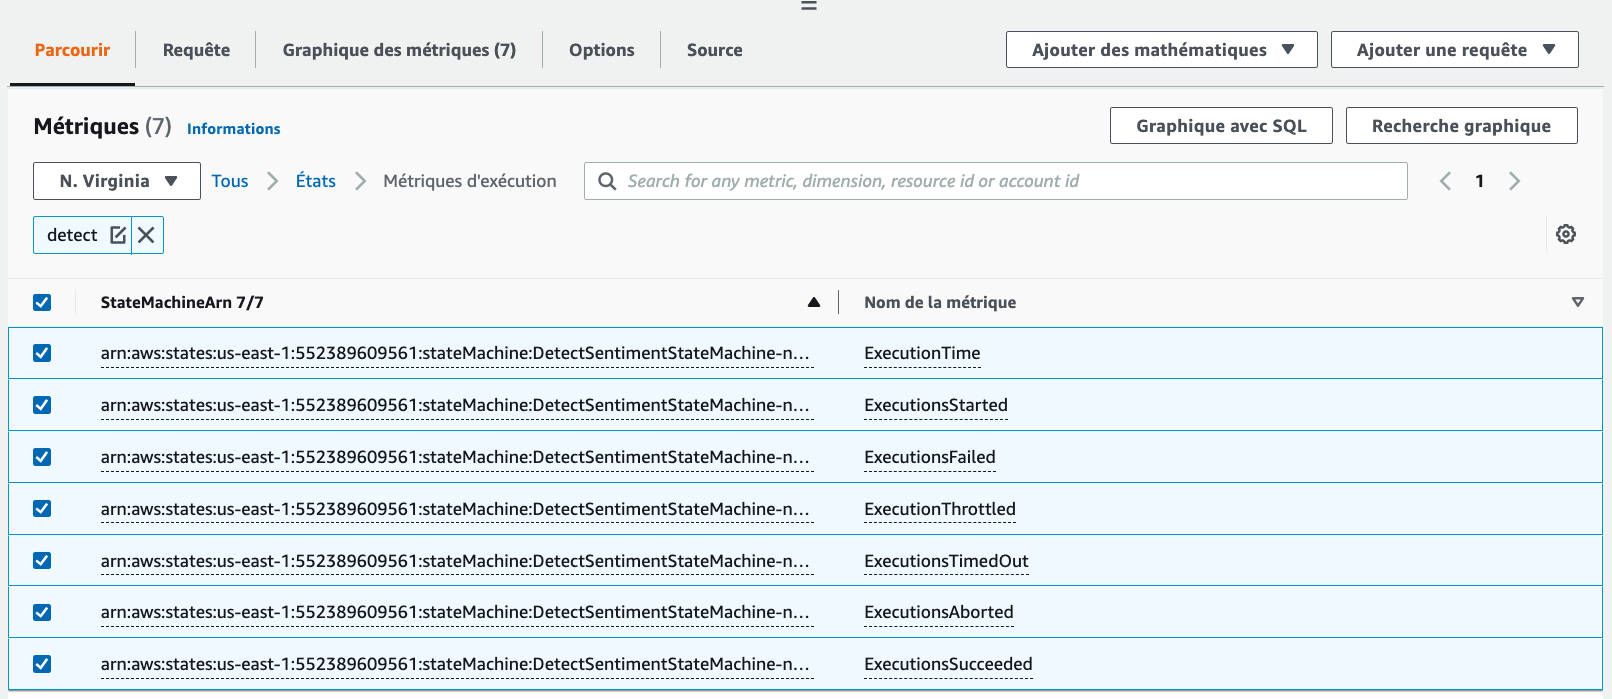 Parcourir Requête Graphique des métriques (7) Options Source Ajouter des mathématiques Ajouter une requête
Métriques (7) Informations Graphique avec SQL Recherche graphique
N. Virginia Tous États Métriques d'exécution Search for any metric, dimension, resource id or account id 1
detect
StateMachineArn 7/7 Nom de la métrique
arn:aws:states:us-east-1:552389609561:stateMachine:DetectSentimentStateMachine-n... ExecutionTime
arn:aws:states:us-east-1:552389609561:stateMachine:DetectSentimentStateMachine-n... ExecutionsStarted
arn:aws:states:us-east-1:552389609561:stateMachine:DetectSentimentStateMachine-n... ExecutionsFailed
arn:aws:states:us-east-1:552389609561:stateMachine:DetectSentimentStateMachine-n... ExecutionThrottled
arn:aws:states:us-east-1:552389609561:stateMachine:DetectSentimentStateMachine-n... ExecutionsTimedOut
arn:aws:states:us-east-1:552389609561:stateMachine:DetectSentimentStateMachine-n... ExecutionsAborted
arn:aws:states:us-east-1:552389609561:stateMachine:DetectSentimentStateMachine-n... ExecutionsSucceeded